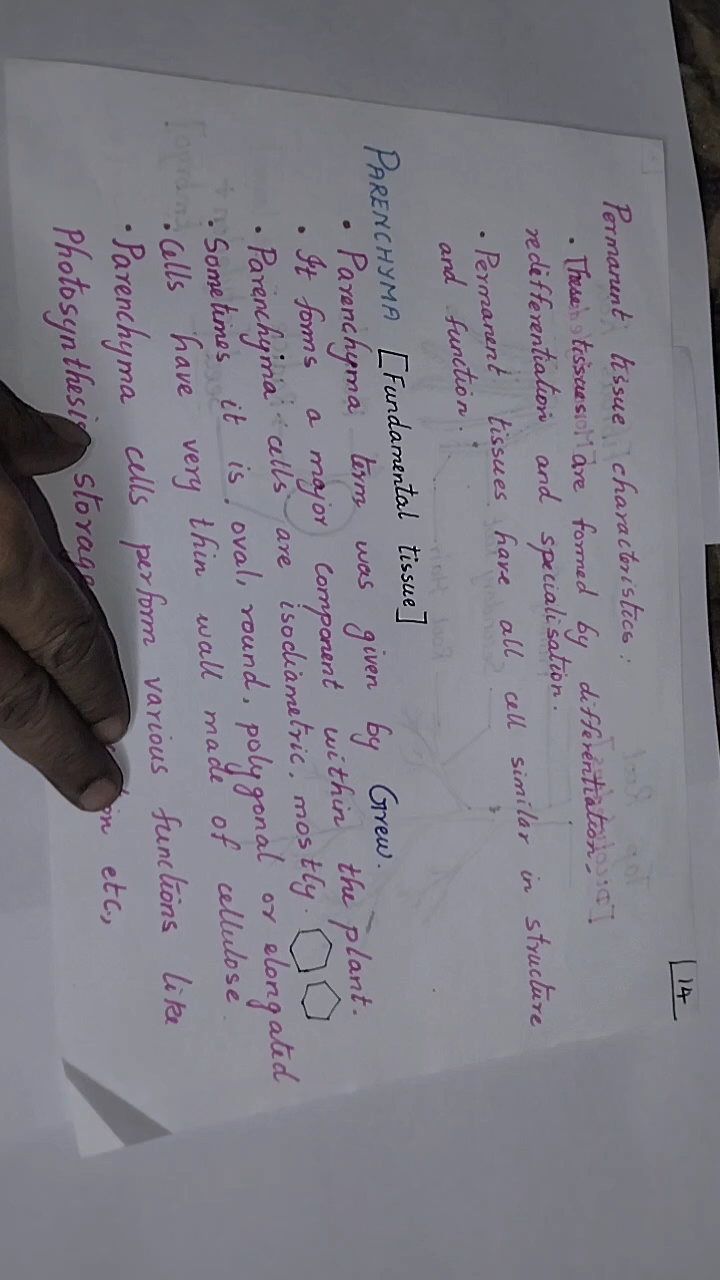 14
Permanent tissue characteristics:
• These tissues are formed by differentiation,
redifferentiation and specialisation.
• Permanent tissues have all cell similar in structure
and function.
PARENCHYMA [Fundamental tissue]
• Parenchyma term was given by Grew.
• It forms a major component within the plant.
• Parenchyma cells are isodiametric, mostly.
• Sometimes it is oval, round, polygonal or elongated
• Cells have very thin wall made of cellulose.
• Parenchyma cells perform various functions like
Photosynthesis, storage etc,